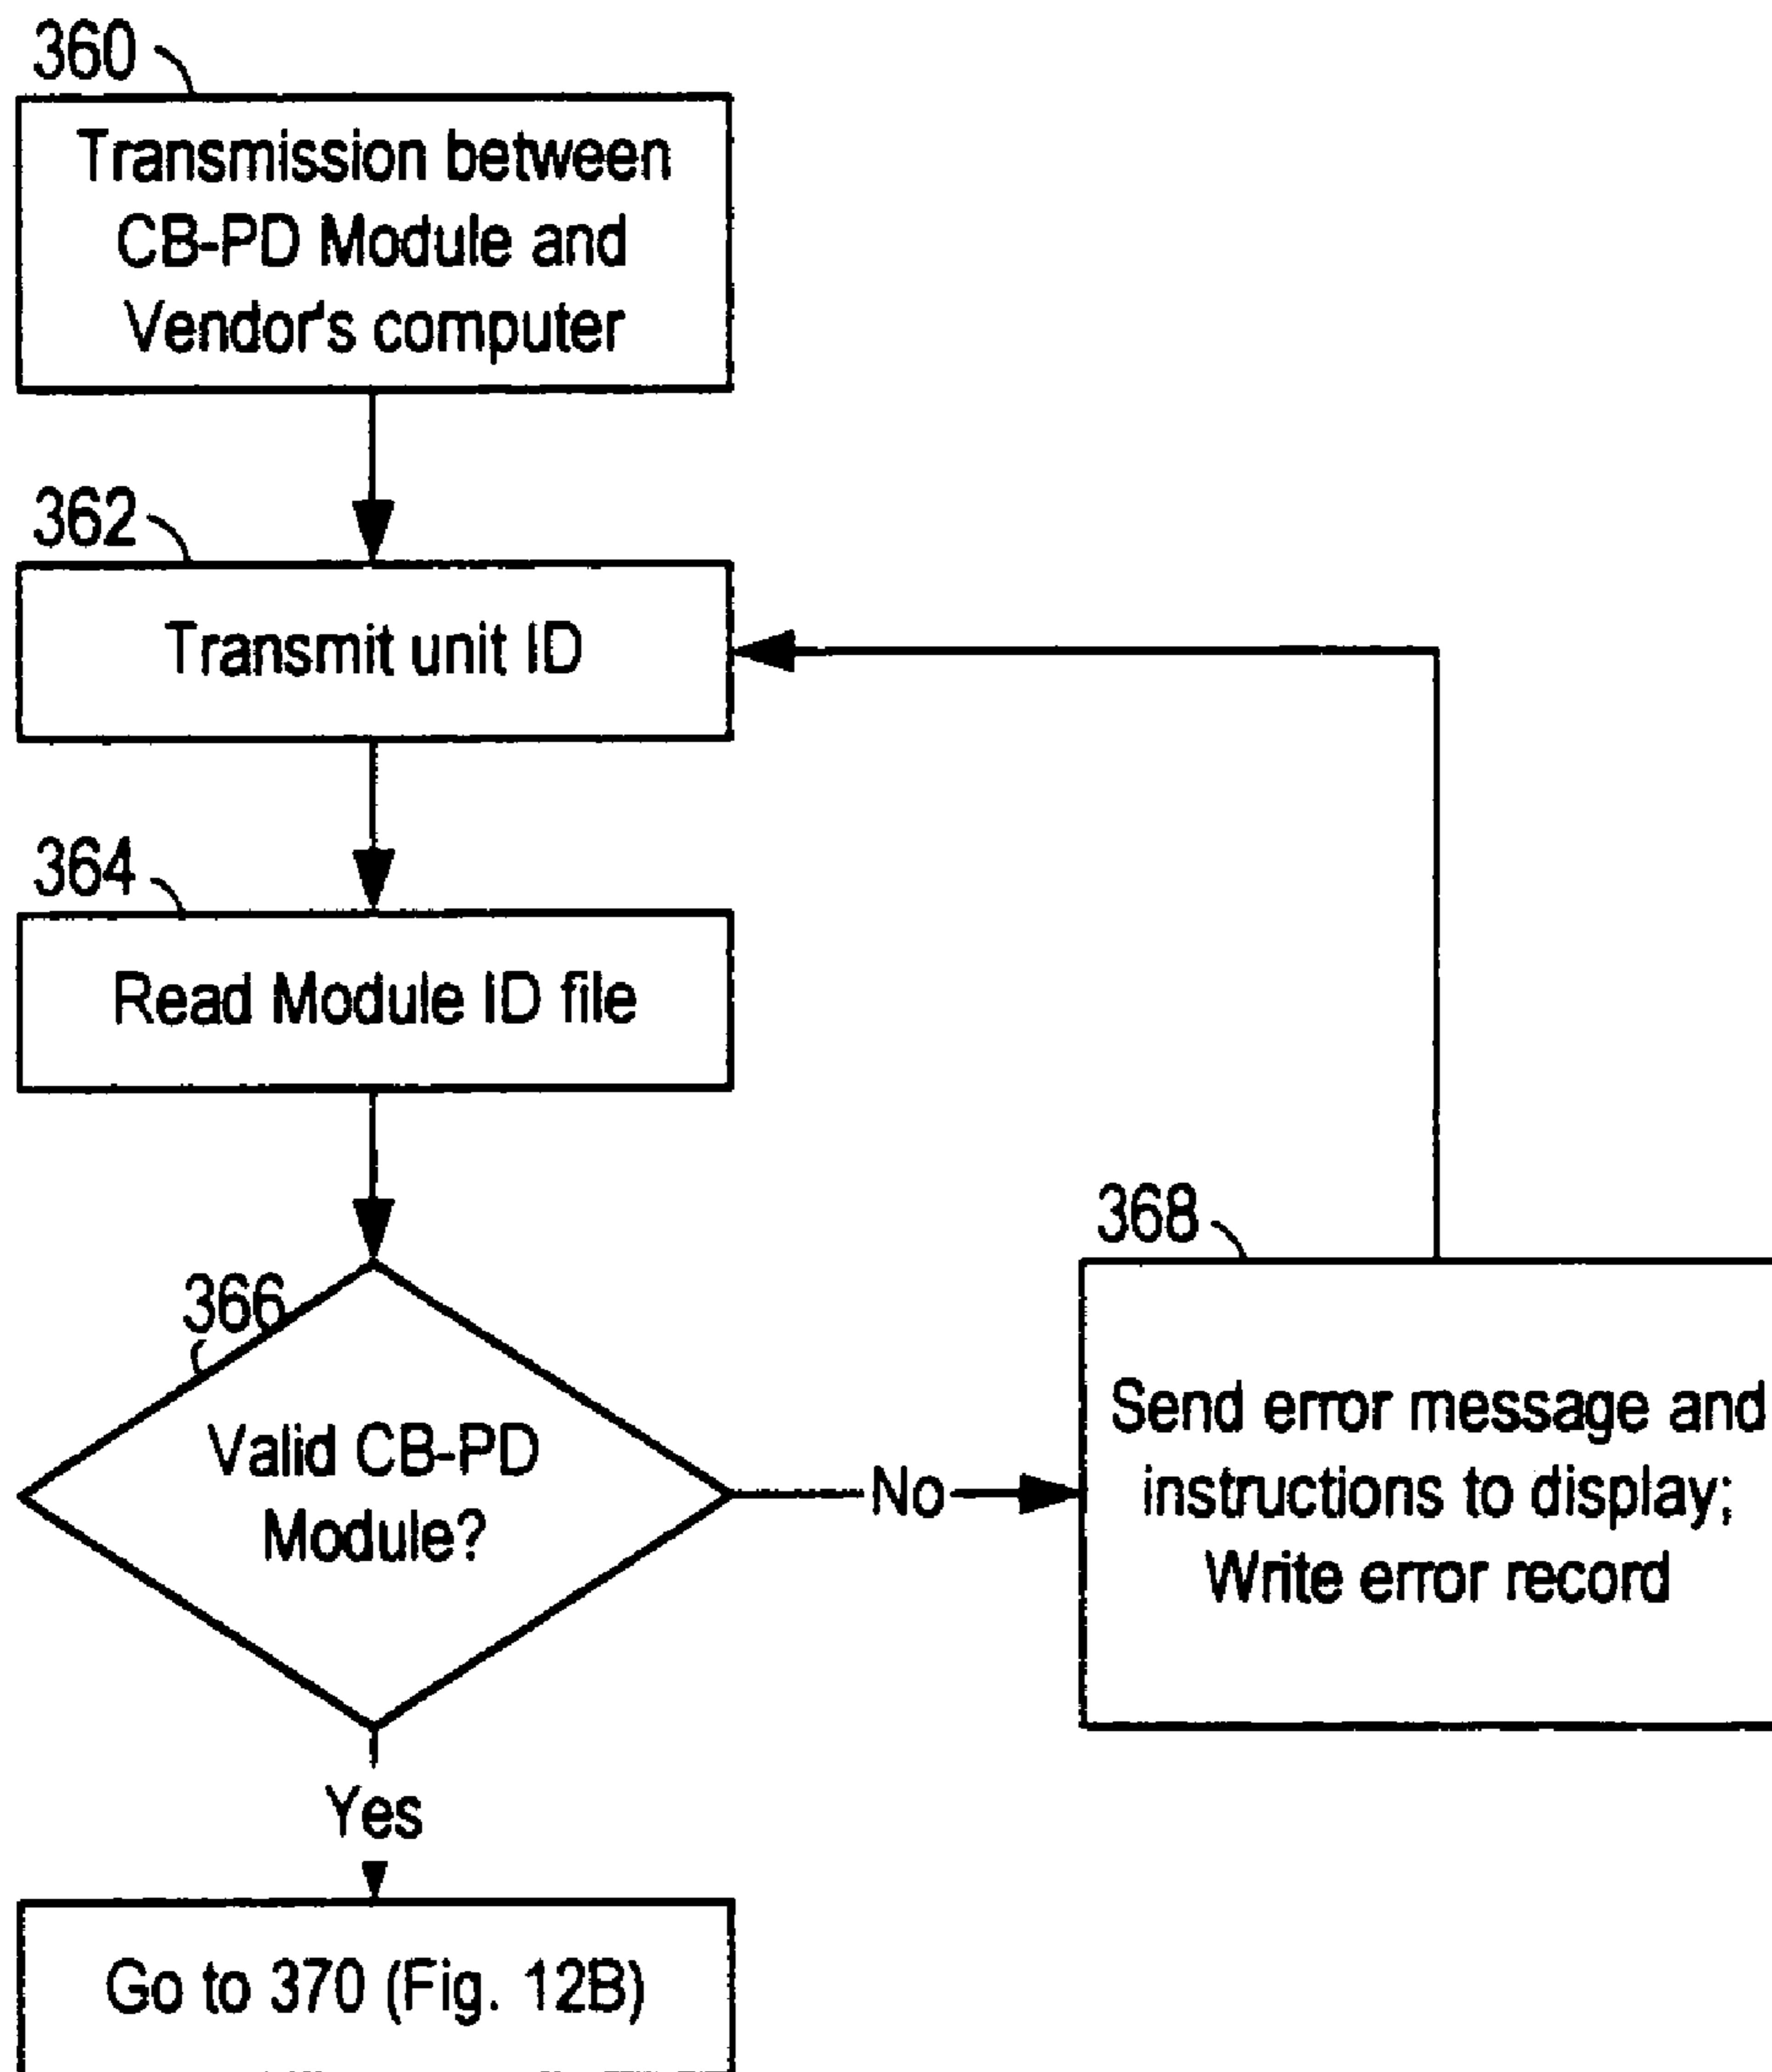 360
Transmission between
CB-PD Module and
Vendor's computer
362
Transmit unit ID
364
Read Module ID file
366
Valid CB-PD
Module?
No
368
Send error message and
instructions to display;
Write error record
Yes
Go to 370 (Fig. 12B)